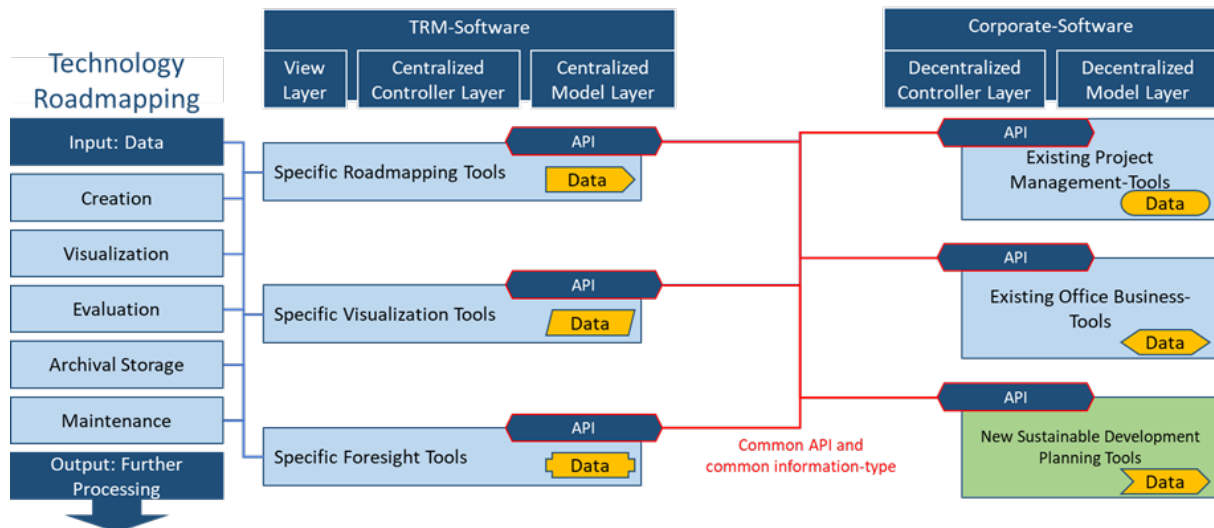 Technology
Roadmapping
Input: Data
Creation
Visualization
Evaluation
Archival Storage
Maintenance
Output: Further
Processing
TRM-Software
View
Layer
Centralized
Controller Layer
Centralized
Model Layer
API
Specific Roadmapping Tools
Data
API
Specific Visualization Tools
Data
API
Specific Foresight Tools
Data
Common API and
common information-type
Corporate-Software
Decentralized
Controller Layer
Decentralized
Model Layer
API
Existing Project
Management-Tools
Data
API
Existing Office Business-
Tools
Data
API
New Sustainable Development
Planning Tools
Data